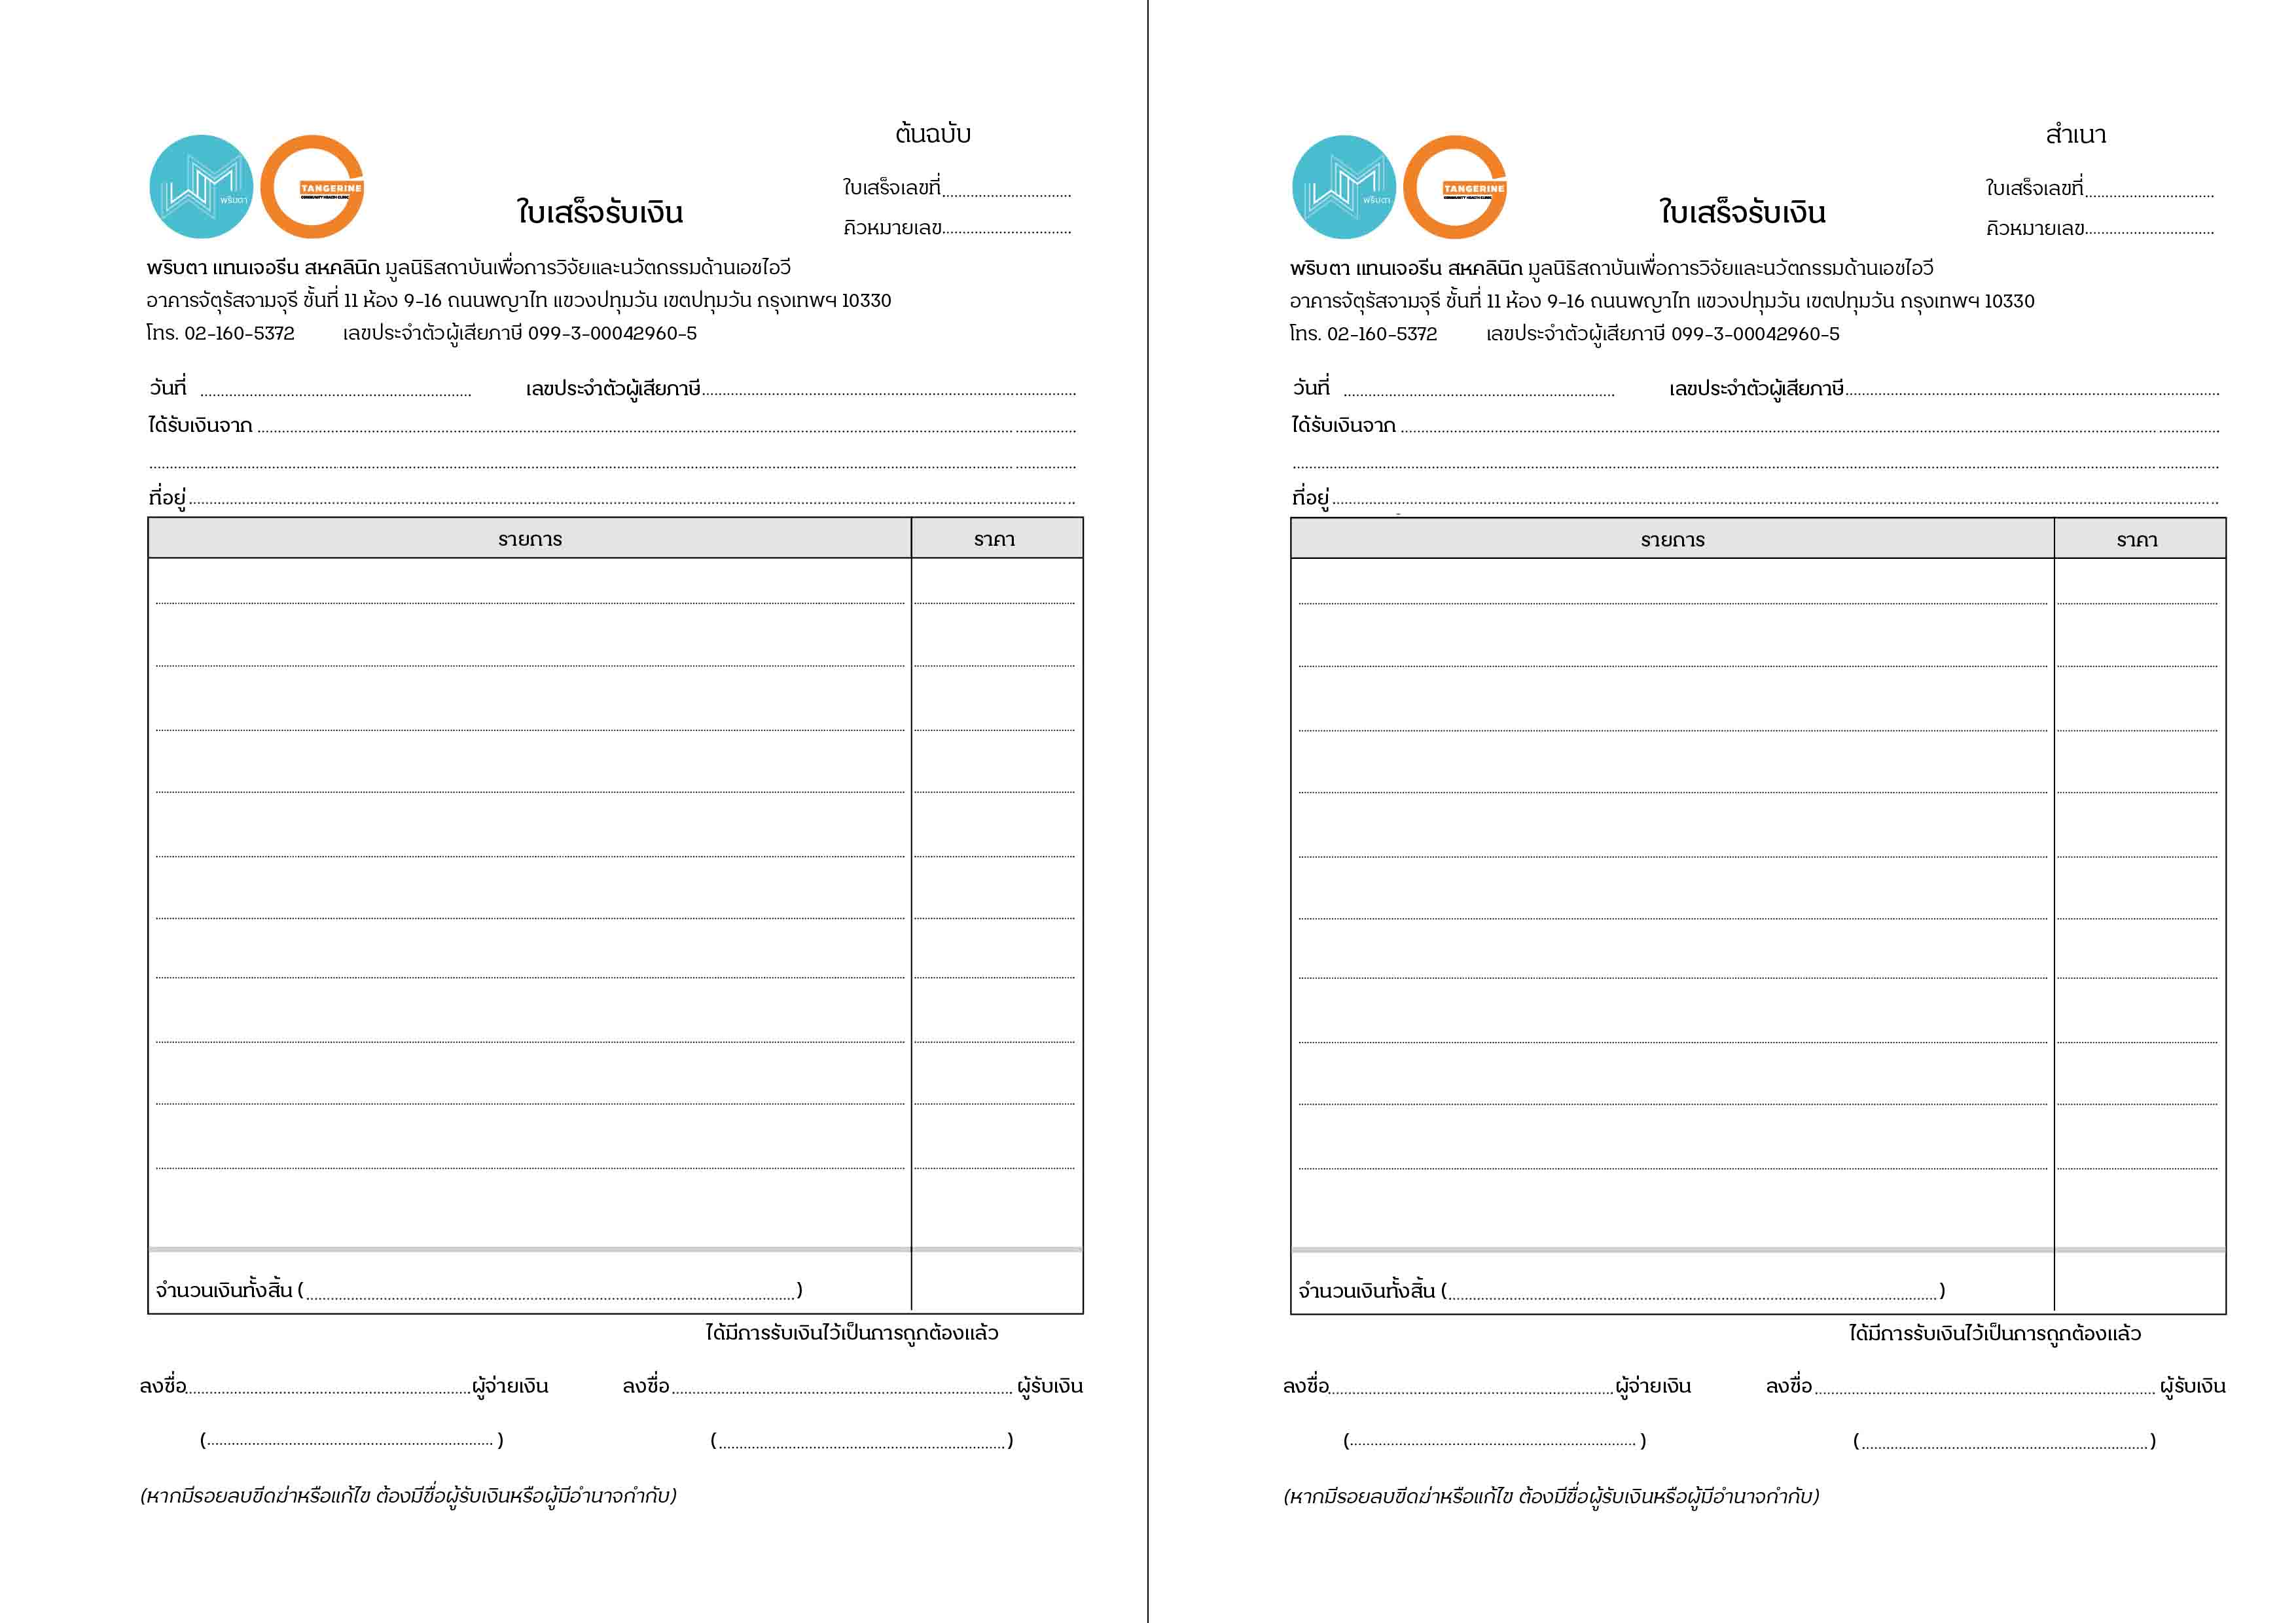 ต้นฉบับ
พริบตา
TANGERINE
COMMUNITY HEALTH CLINIC
ใบเสร็จรับเงิน
ใบเสร็จเลขที่
คิวหมายเลข
พริบตา แทนเจอรีน สหคลินิก มูลนิธิสถาบันเพื่อการวิจัยและนวัตกรรมด้านเอชไอวี
อาคารจัตุรัสจามจุรี ชั้นที่ 11 ห้อง 9-16 ถนนพญาไท แขวงปทุมวัน เขตปทุมวัน กรุงเทพฯ 10330
โทร. 02-160-5372 เลขประจำตัวผู้เสียภาษี 099-3-00042960-5
วันที่ เลขประจำตัวผู้เสียภาษี
ได้รับเงินจาก
ที่อยู่
รายการ ราคา
จำนวนเงินทั้งสิ้น ( )
ได้มีการรับเงินไว้เป็นการถูกต้องแล้ว
ลงชื่อ ผู้จ่ายเงิน ลงชื่อ ผู้รับเงิน
( ) ( )
(หากมีรอยลบขีดฆ่าหรือแก้ไข ต้องมีชื่อผู้รับเงินหรือผู้มีอำนาจกำกับ)
สำเนา
พริบตา
TANGERINE
COMMUNITY HEALTH CLINIC
ใบเสร็จรับเงิน
ใบเสร็จเลขที่
คิวหมายเลข
พริบตา แทนเจอรีน สหคลินิก มูลนิธิสถาบันเพื่อการวิจัยและนวัตกรรมด้านเอชไอวี
อาคารจัตุรัสจามจุรี ชั้นที่ 11 ห้อง 9-16 ถนนพญาไท แขวงปทุมวัน เขตปทุมวัน กรุงเทพฯ 10330
โทร. 02-160-5372 เลขประจำตัวผู้เสียภาษี 099-3-00042960-5
วันที่ เลขประจำตัวผู้เสียภาษี
ได้รับเงินจาก
ที่อยู่
รายการ ราคา
จำนวนเงินทั้งสิ้น ( )
ได้มีการรับเงินไว้เป็นการถูกต้องแล้ว
ลงชื่อ ผู้จ่ายเงิน ลงชื่อ ผู้รับเงิน
( ) ( )
(หากมีรอยลบขีดฆ่าหรือแก้ไข ต้องมีชื่อผู้รับเงินหรือผู้มีอำนาจกำกับ)